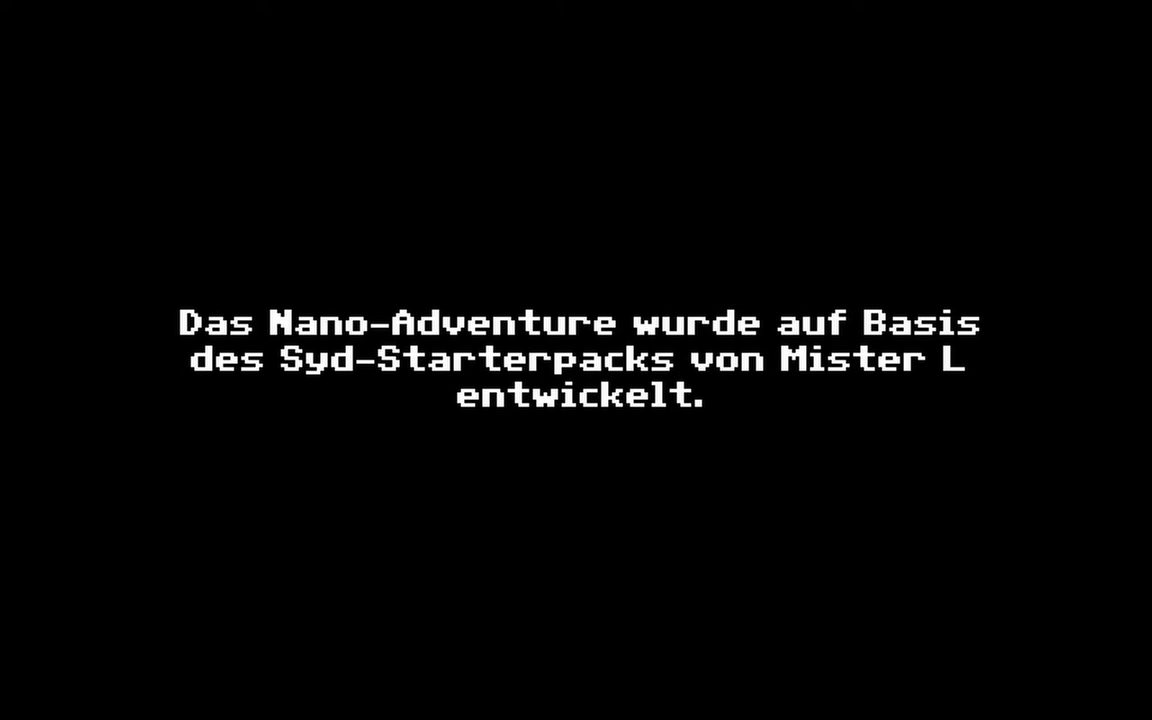 Das Nano-Adventure wurde auf Basis
des Syd-Starterpacks von Mister L
entwickelt.